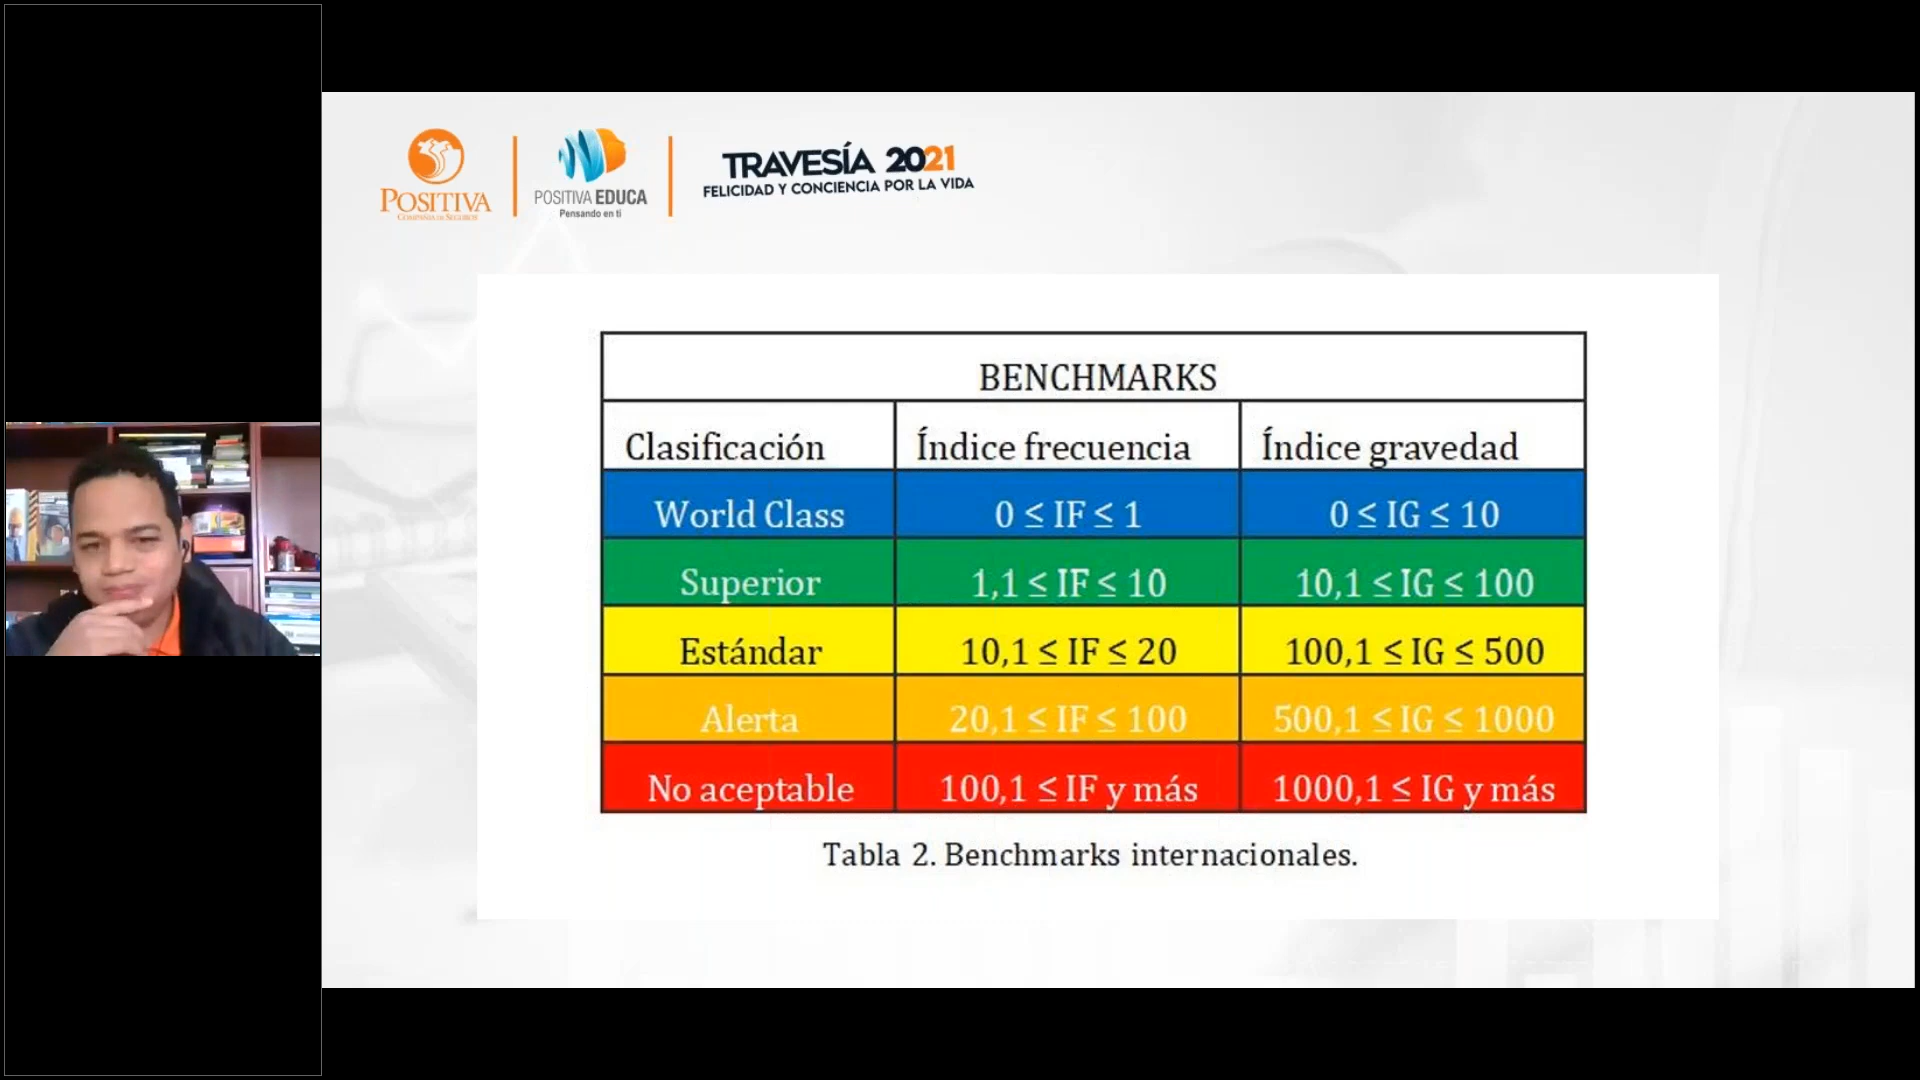 POSITIVA
COMPAÑIA DE SEGUROS
POSITIVA EDUCA
Pensando en ti
TRAVESÍA 2021
FELICIDAD Y CONCIENCIA POR LA VIDA
BENCHMARKS
Clasificación Índice frecuencia Índice gravedad
World Class 0 ≤ IF ≤ 1 0 ≤ IG ≤ 10
Superior 1,1 ≤ IF ≤ 10 10,1 ≤ IG ≤ 100
Estándar 10,1 ≤ IF ≤ 20 100,1 ≤ IG ≤ 500
Alerta 20,1 ≤ IF ≤ 100 500,1 ≤ IG ≤ 1000
No aceptable 100,1 ≤ IF y más 1000,1 ≤ IG y más
Tabla 2. Benchmarks internacionales.